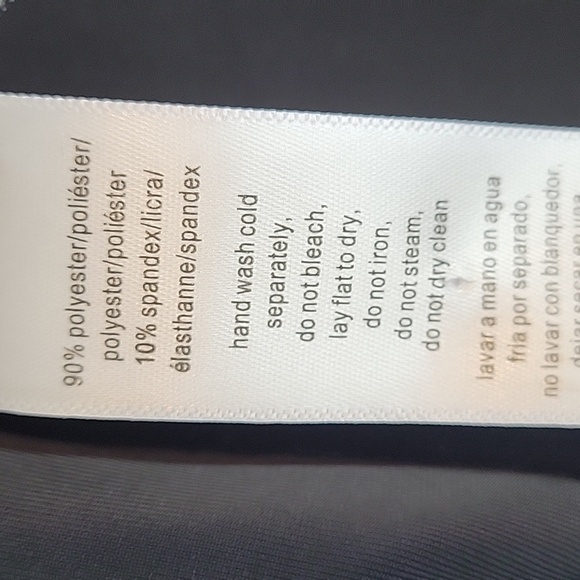 90% polyester/poliéster/
polyester/poliéster
10% spandex/licra/
élasthanne/spandex
hand wash cold
separately,
do not bleach,
lay flat to dry,
do not iron,
do not steam,
do not dry clean
lavar a mano en agua
fria por separado,
no lavar con blanquedor,